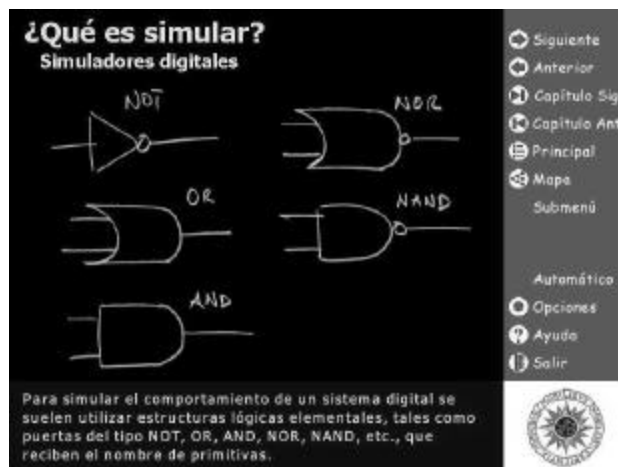 ¿Qué es simular?
Simuladores digitales
NOT
NOR
OR
NAND
AND
Siguiente
Anterior
Capítulo Sig
Capítulo Ant
Principal
Mapa
Submenú
Automático
Opciones
Ayuda
Salir
Para simular el comportamiento de un sistema digital se
suelen utilizar estructuras lógicas elementales, tales como
puertas del tipo NOT, OR, AND, NOR, NAND, etc., que
reciben el nombre de primitivas.